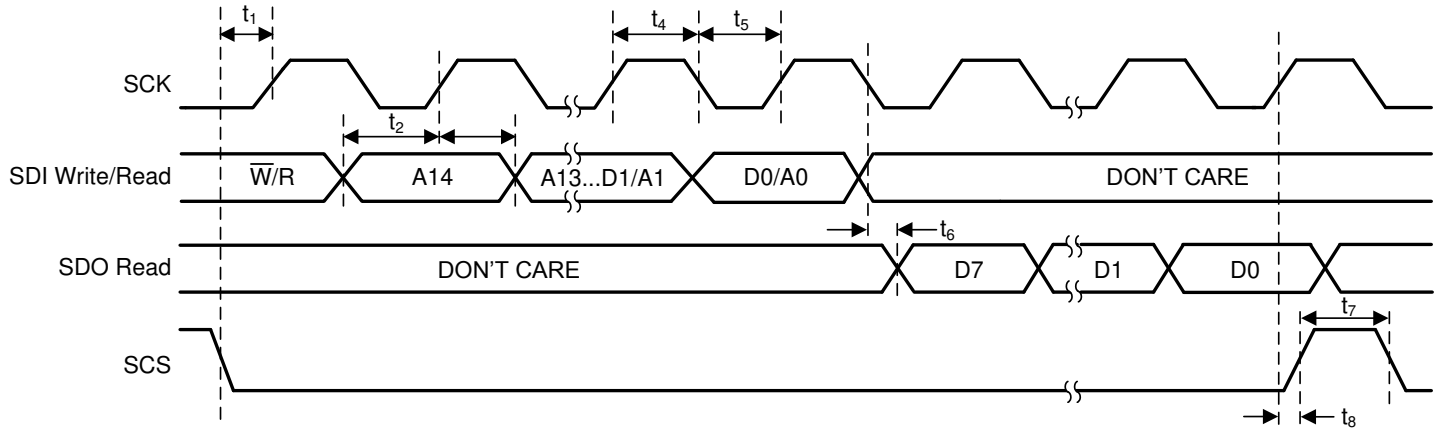 t1
t4
t5
SCK
t2
SDI Write/Read
W̅/R
A14
A13...D1/A1
D0/A0
DON'T CARE
t6
SDO Read
DON'T CARE
D7
D1
D0
t7
SCS
t8